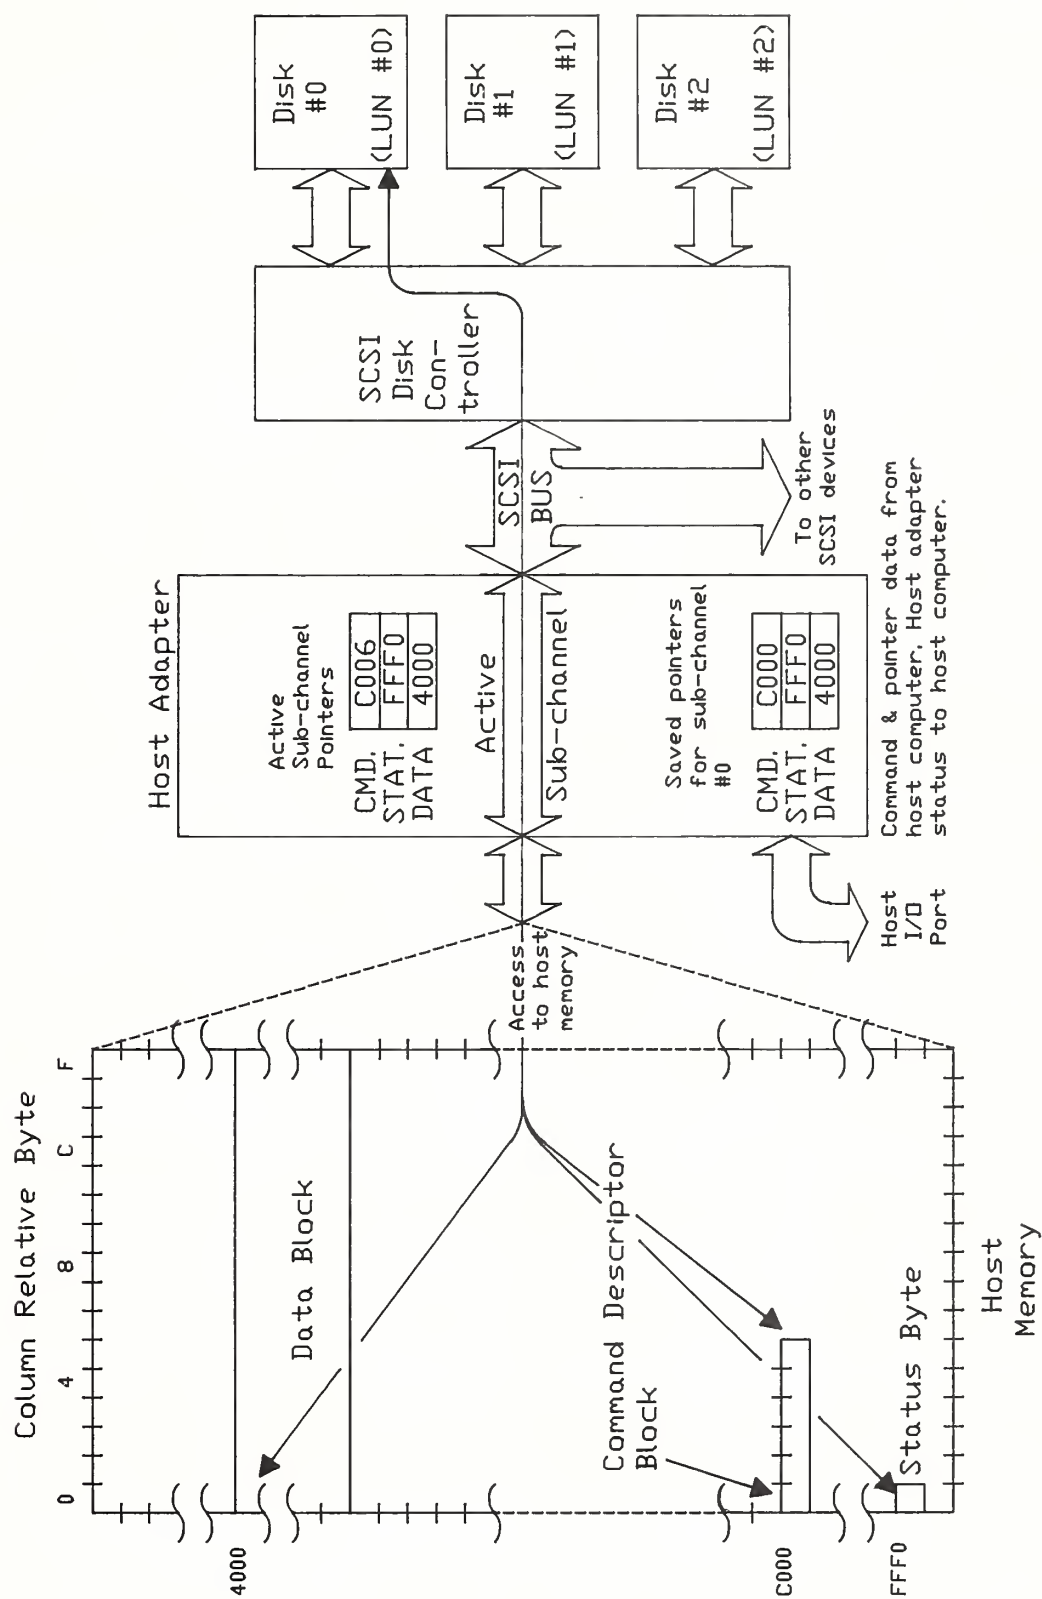 Column Relative Byte
0 4 8 C F
4000
C000
FFF0
Data Block
Command Descriptor
Block
Status Byte
Host
Memory
Access
to host
memory
Host Adapter
Active
Sub-channel
Pointers
CMD. C006
STAT. FFF0
DATA 4000
Active
Sub-channel
Saved pointers
for sub-channel
#0
CMD. C000
STAT. FFF0
DATA 4000
Host
I/O
Port
Command & pointer data from
host computer. Host adapter
status to host computer.
SCSI
BUS
To other
SCSI devices
SCSI
Disk
Con-
troller
Disk
#0
(LUN #0)
Disk
#1
(LUN #1)
Disk
#2
(LUN #2)